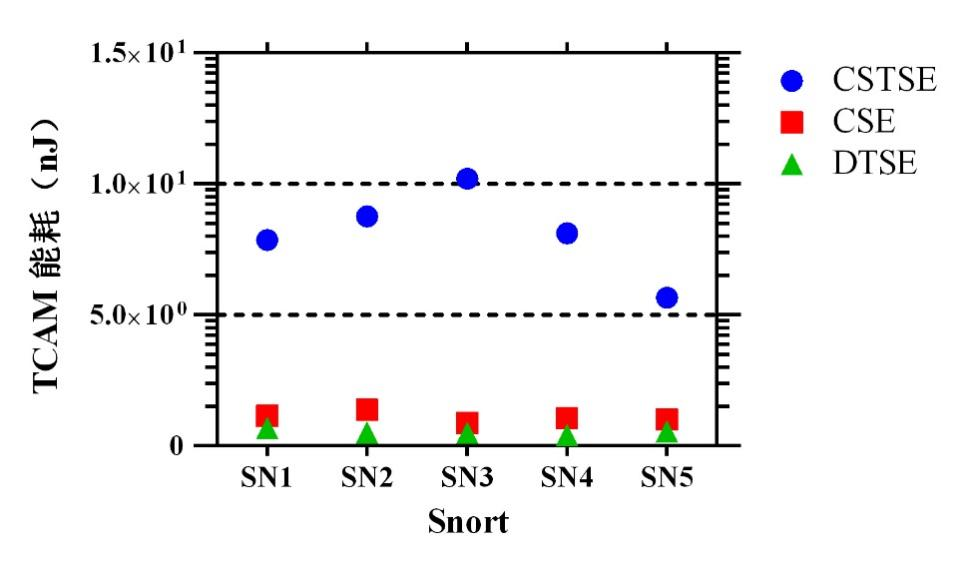 1.5×10¹
1.0×10¹
5.0×10⁰
0
TCAM 能耗（nJ）
SN1 SN2 SN3 SN4 SN5
Snort
CSTSE
CSE
DTSE